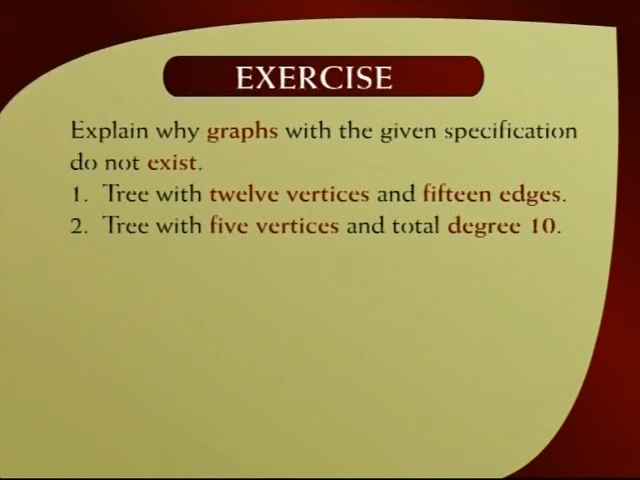 EXERCISE
Explain why graphs with the given specification
do not exist.
1. Tree with twelve vertices and fifteen edges.
2. Tree with five vertices and total degree 10.